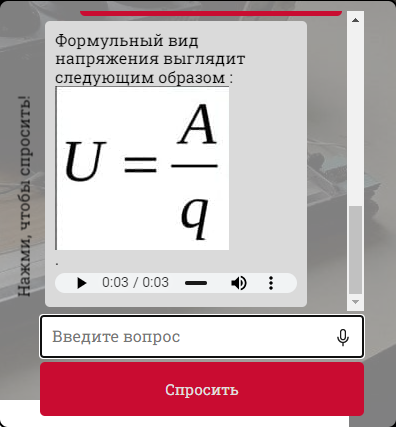 Формульный вид
напряжения выглядит
следующим образом :
U = A/q
.
0:03 / 0:03
Нажми, чтобы спросить!
Введите вопрос
Спросить